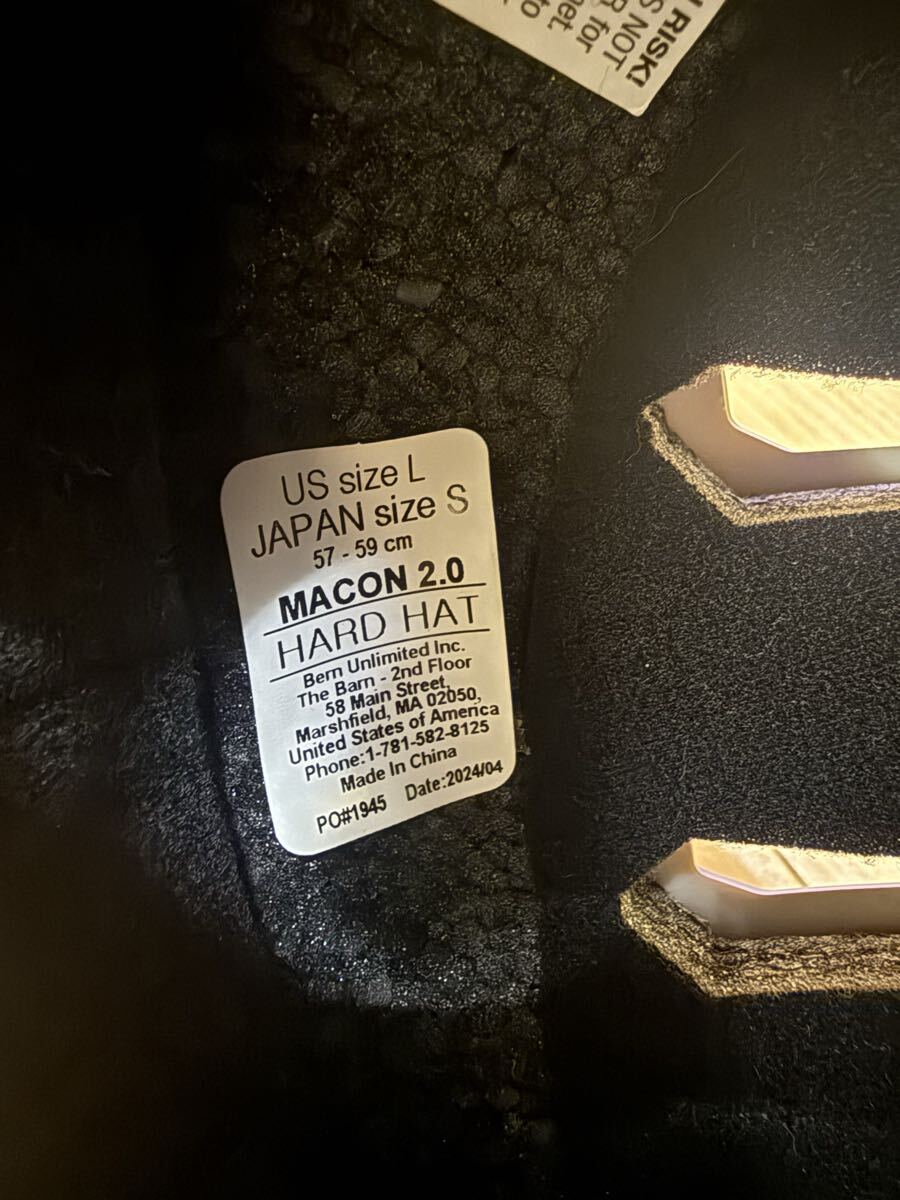 RISK!
S NOT
for
to
US size L
JAPAN size S
57 - 59 cm
MACON 2.0
HARD HAT
Bern Unlimited Inc.
The Barn - 2nd Floor
58 Main Street,
Marshfield, MA 02050,
United States of America
Phone:1-781-582-8125
Made In China
PO#1945 Date:2024/04